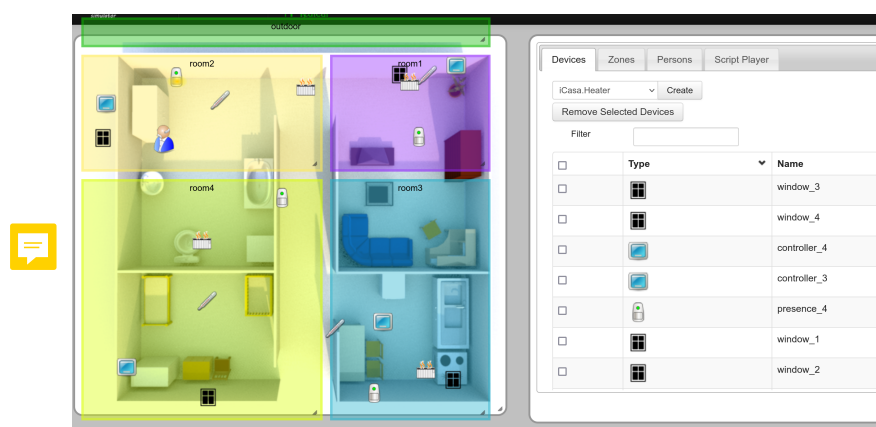 simulator
outdoor
room2
room1
room4
room3
Devices
Zones
Persons
Script Player
iCasa.Heater
Create
Remove Selected Devices
Filter
Type
Name
window_3
window_4
controller_4
controller_3
presence_4
window_1
window_2